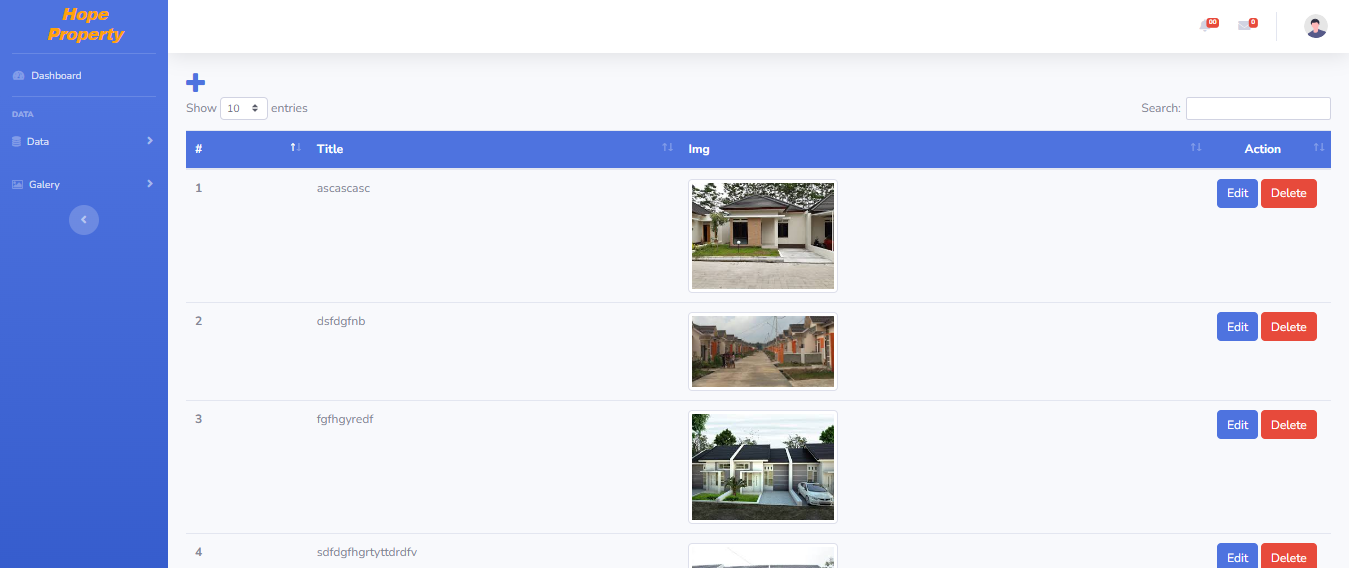 Hope
Property
Dashboard
DATA
Data
Galery
00
0
Show 10 entries
Search:
# Title Img Action
1 ascascasc Edit Delete
2 dsfdgfnb Edit Delete
3 fgfhgyredf Edit Delete
4 sdfdgfhgrtyttdrdfv Edit Delete